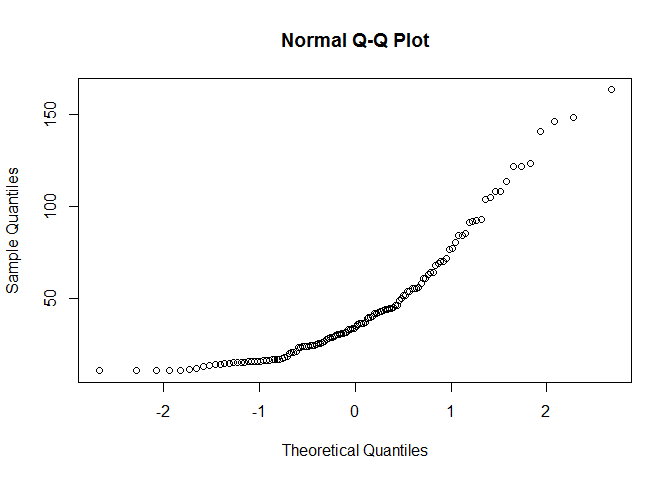 Normal Q-Q Plot
Sample Quantiles
150
100
50
-2 -1 0 1 2
Theoretical Quantiles